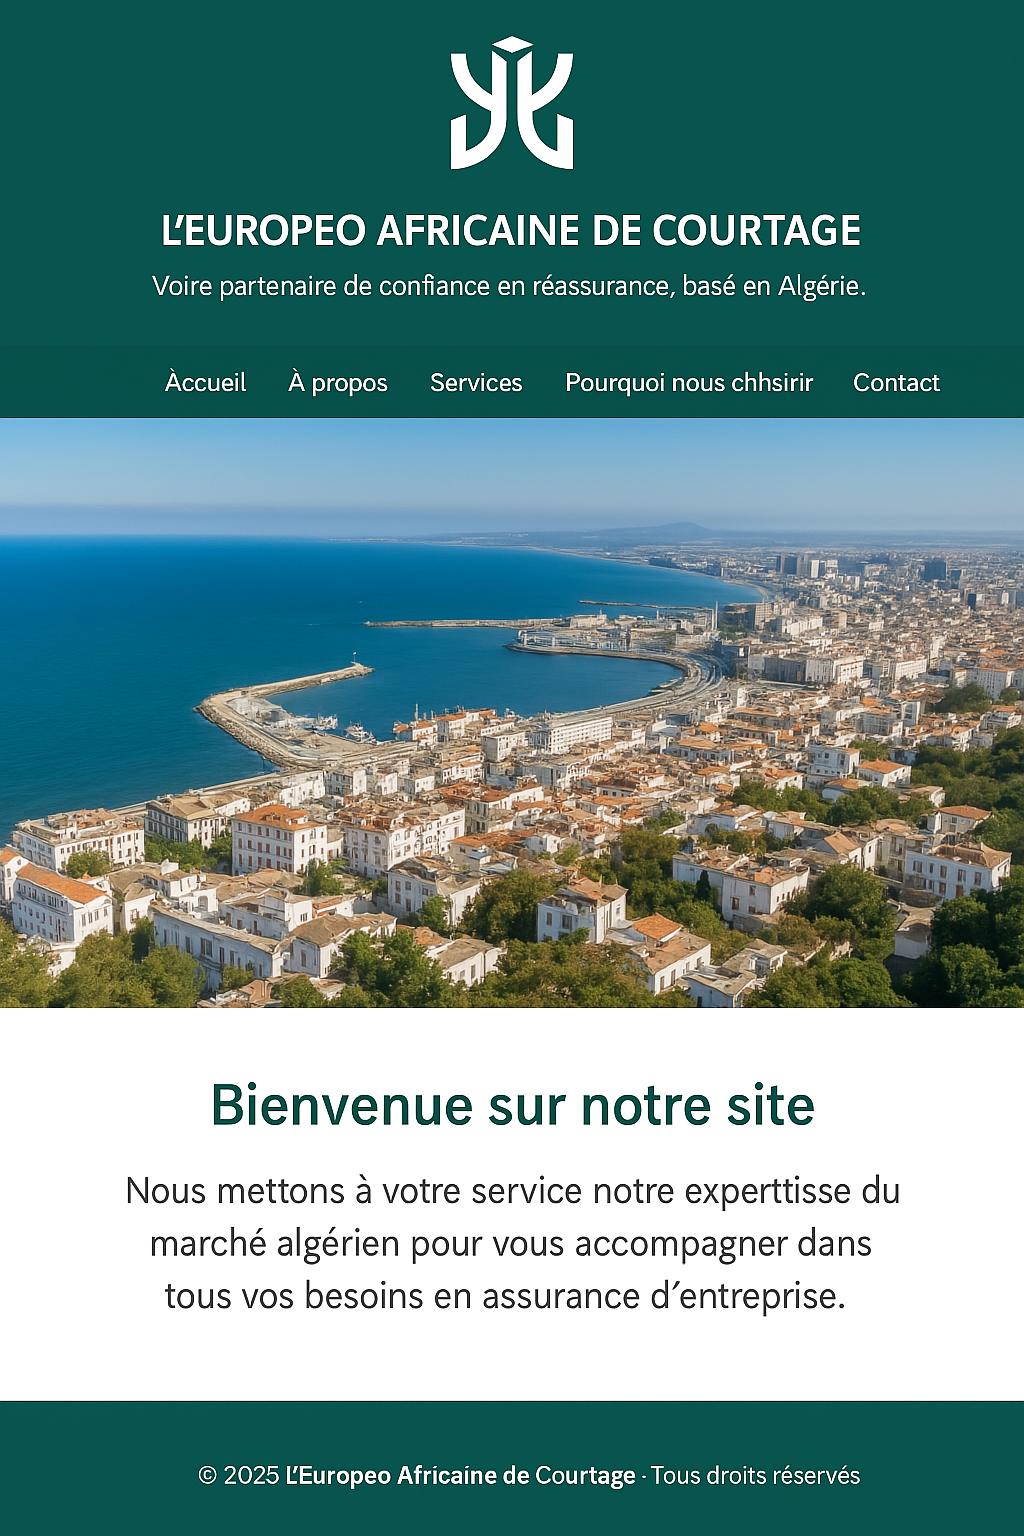 L'EUROPEO AFRICAINE DE COURTAGE
Voire partenaire de confiance en réassurance, basé en Algérie.
Àccueil À propos Services Pourquoi nous chhsirir Contact
Bienvenue sur notre site
Nous mettons à votre service notre experttisse du
marché algérien pour vous accompagner dans
tous vos besoins en assurance d´entreprise.
© 2025 L'Europeo Africaíne de Courtage · Tous droits réservés